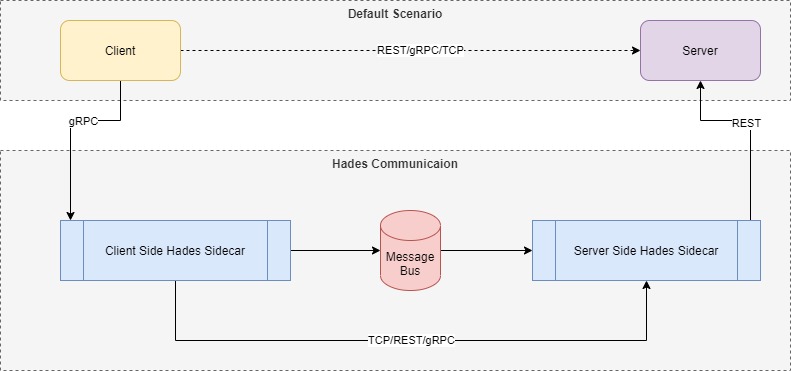 Default Scenario
Client
REST/gRPC/TCP
Server
gRPC
REST
Hades Communicaion
Client Side Hades Sidecar
Message
Bus
Server Side Hades Sidecar
TCP/REST/gRPC